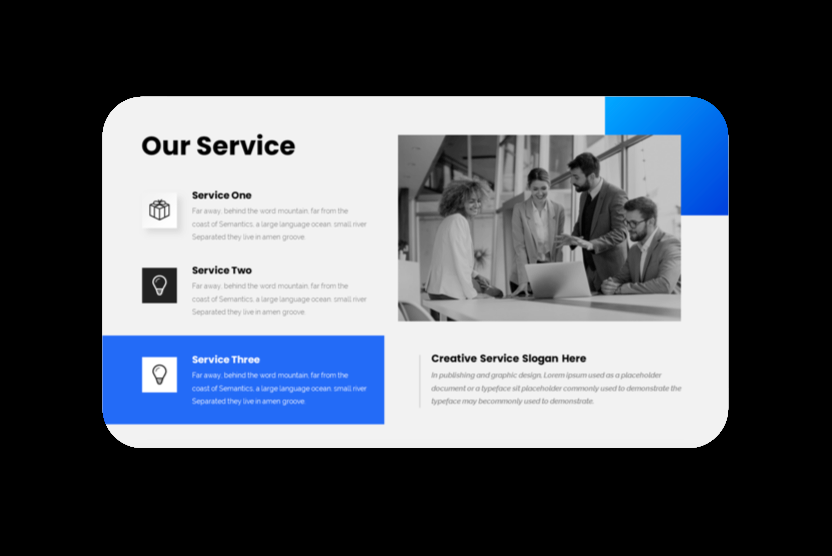 Our Service
Service One
Far away, behind the word mountain, far from the
coast of Semantics, a large language ocean. small river
Separated they live in amen groove.
Service Two
Far away, behind the word mountain, far from the
coast of Semantics, a large language ocean. small river
Separated they live in amen groove.
Service Three
Far away, behind the word mountain, far from the
coast of Semantics, a large language ocean. small river
Separated they live in amen groove.
Creative Service Slogan Here
In publishing and graphic design, Lorem ipsum used as a placeholder
document or a typeface sit placeholder commonly used to demonstrate the
typeface may becommonly used to demonstrate.